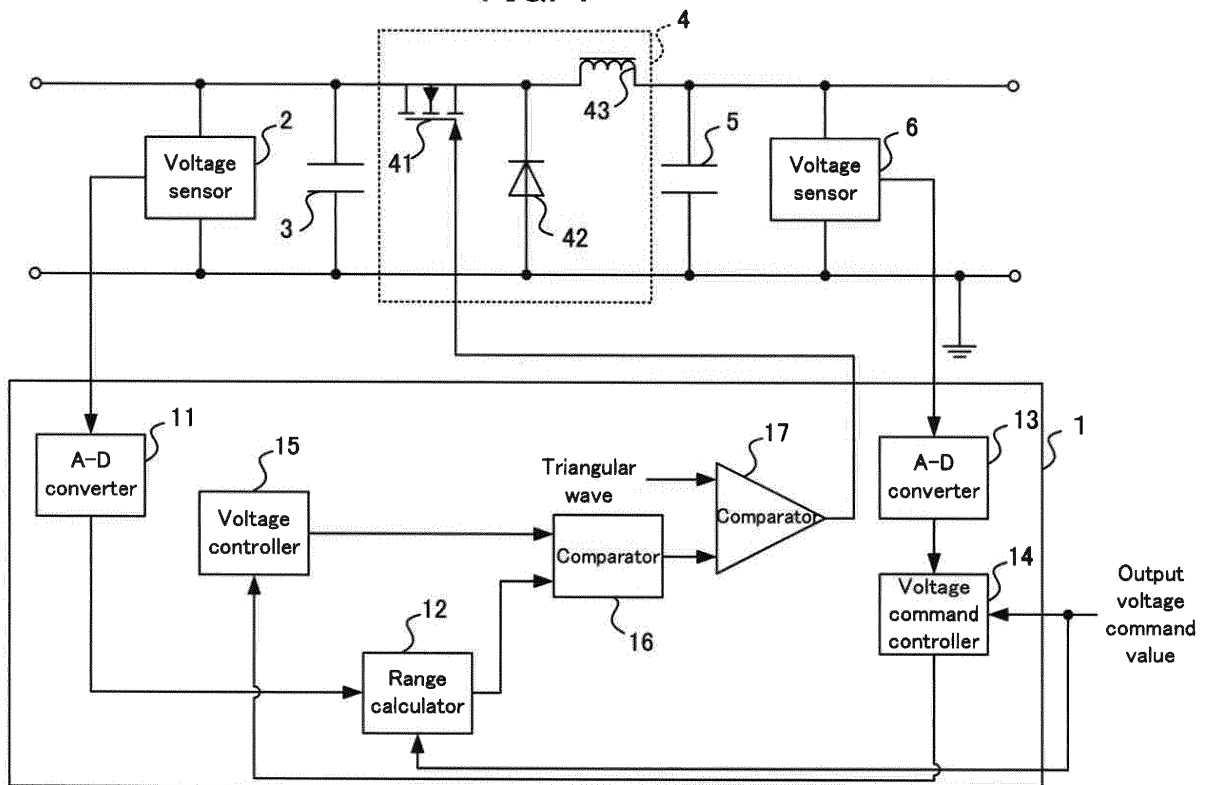 4
43
2
Voltage
sensor
3
41
42
5
6
Voltage
sensor
11
A-D
converter
15
Voltage
controller
Triangular
wave
17
Comparator
Comparator
16
13
A-D
converter
1
14
Voltage
command
controller
Output
voltage
command
value
12
Range
calculator